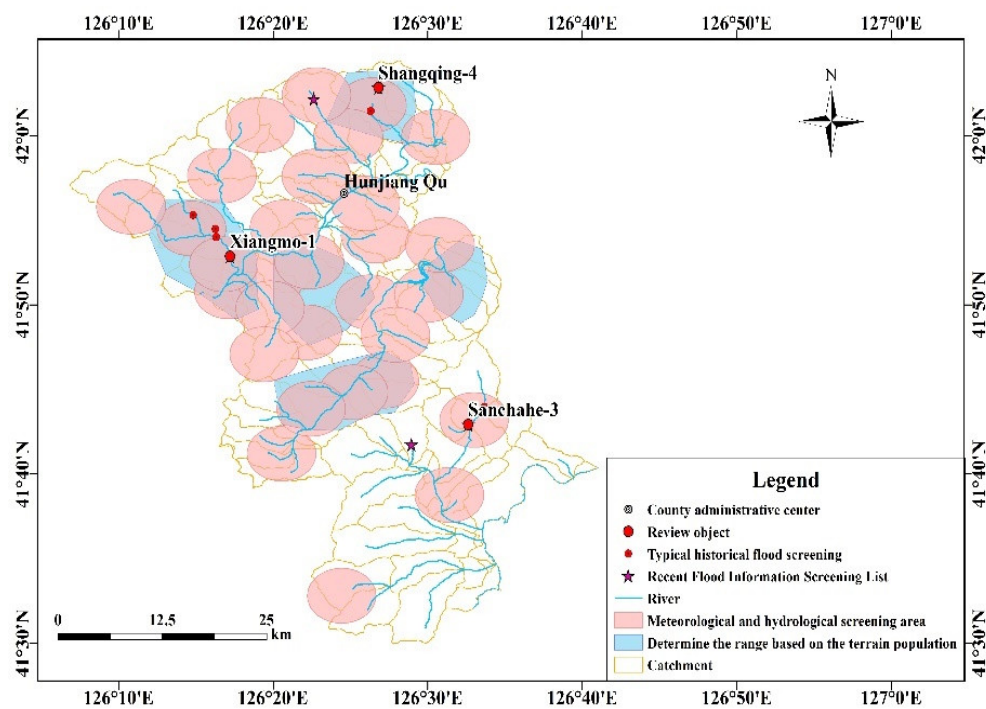 126°10'E 126°20'E 126°30'E 126°40'E 126°50'E 127°0'E
Shangqing-4
N
42°0'N 42°0'N
Hunjiang Qu
Xiangmo-1
41°50'N 41°50'N
Sanchahe-3
41°40'N 41°40'N
Legend
County administrative center
Review object
Typical historical flood screening
Recent Flood Information Screening List
River
Meteorological and hydrological screening area
Determine the range based on the terrain population
Catchment
0 12.5 25
km
41°30'N 41°30'N
126°10'E 126°20'E 126°30'E 126°40'E 126°50'E 127°0'E